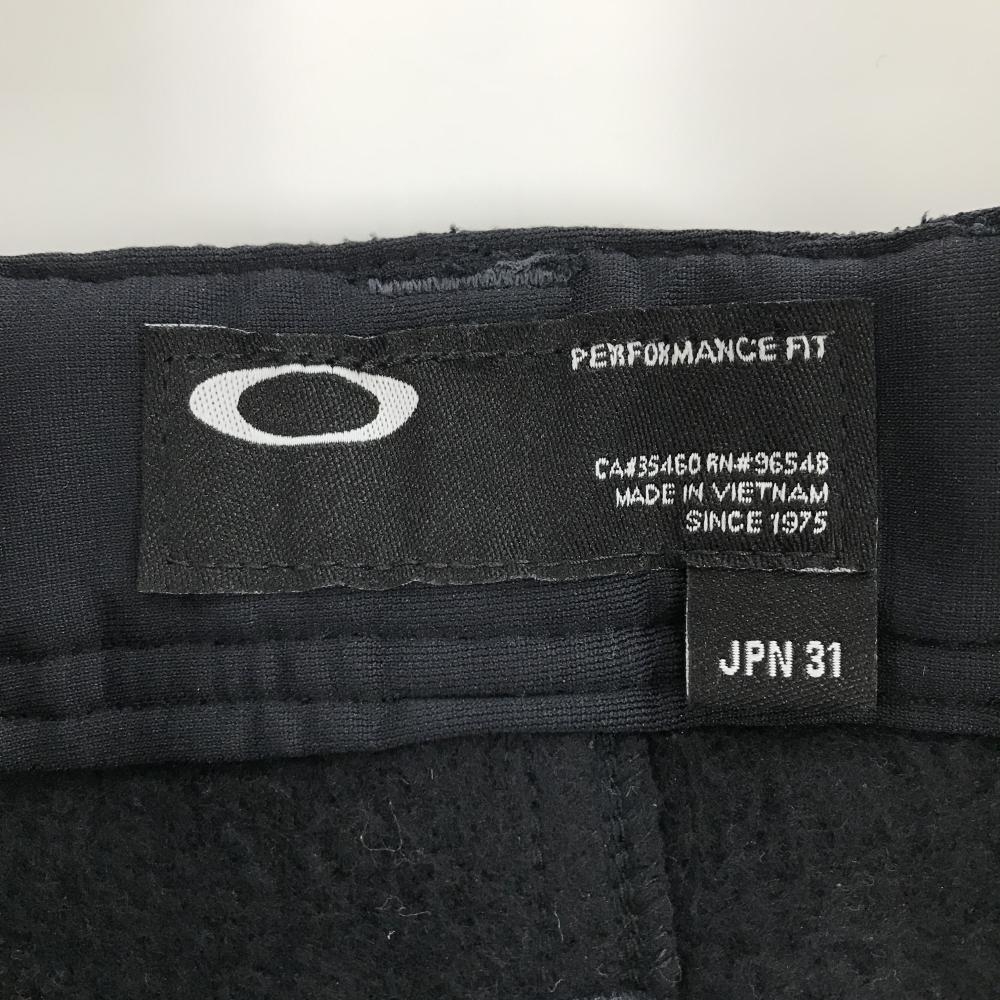 PERFORMANCE FIT
CA#35460 RN#96548
MADE IN VIETNAM
SINCE 1975
JPN 31